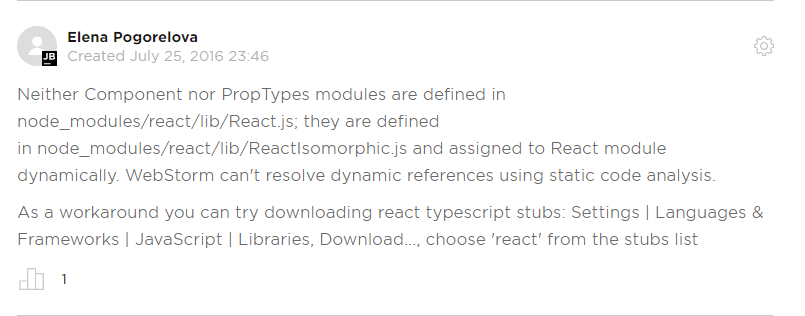 Elena Pogorelova
JB
Created July 25, 2016 23:46
Neither Component nor PropTypes modules are defined in
node_modules/react/lib/React.js; they are defined
in node_modules/react/lib/ReactIsomorphic.js and assigned to React module
dynamically. WebStorm can't resolve dynamic references using static code analysis.
As a workaround you can try downloading react typescript stubs: Settings | Languages &
Frameworks | JavaScript | Libraries, Download..., choose 'react' from the stubs list
1